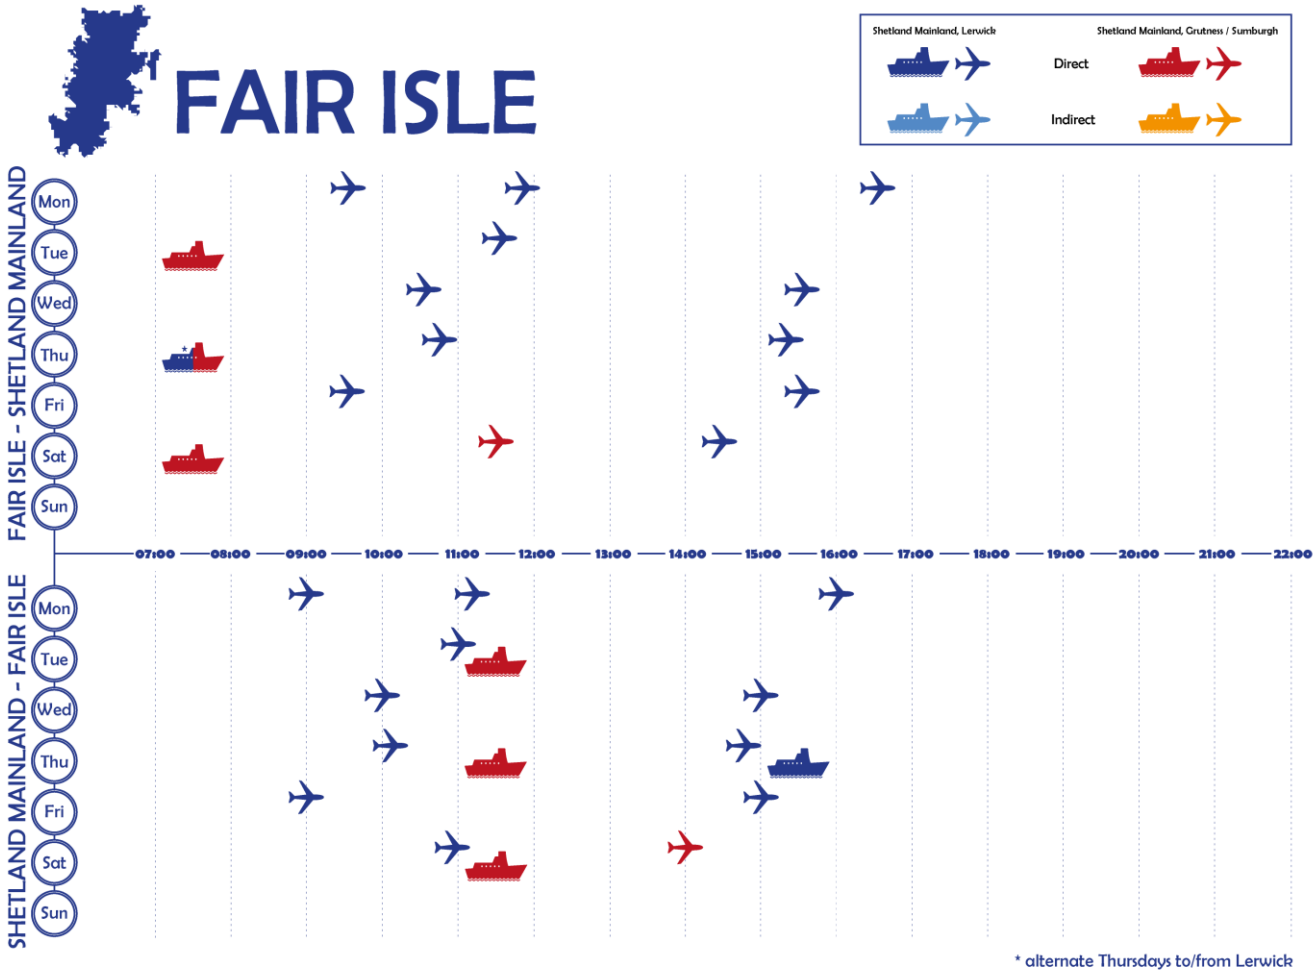 FAIR ISLE
Shetland Mainland, Lerwick
Shetland Mainland, Grutness / Sumburgh
Direct
Indirect
FAIR ISLE - SHETLAND MAINLAND
Mon
Tue
Wed
Thu
*
Fri
Sat
Sun
07:00 08:00 09:00 10:00 11:00 12:00 13:00 14:00 15:00 16:00 17:00 18:00 19:00 20:00 21:00 22:00
SHETLAND MAINLAND - FAIR ISLE
Mon
Tue
Wed
Thu
Fri
Sat
Sun
* alternate Thursdays to/from Lerwick